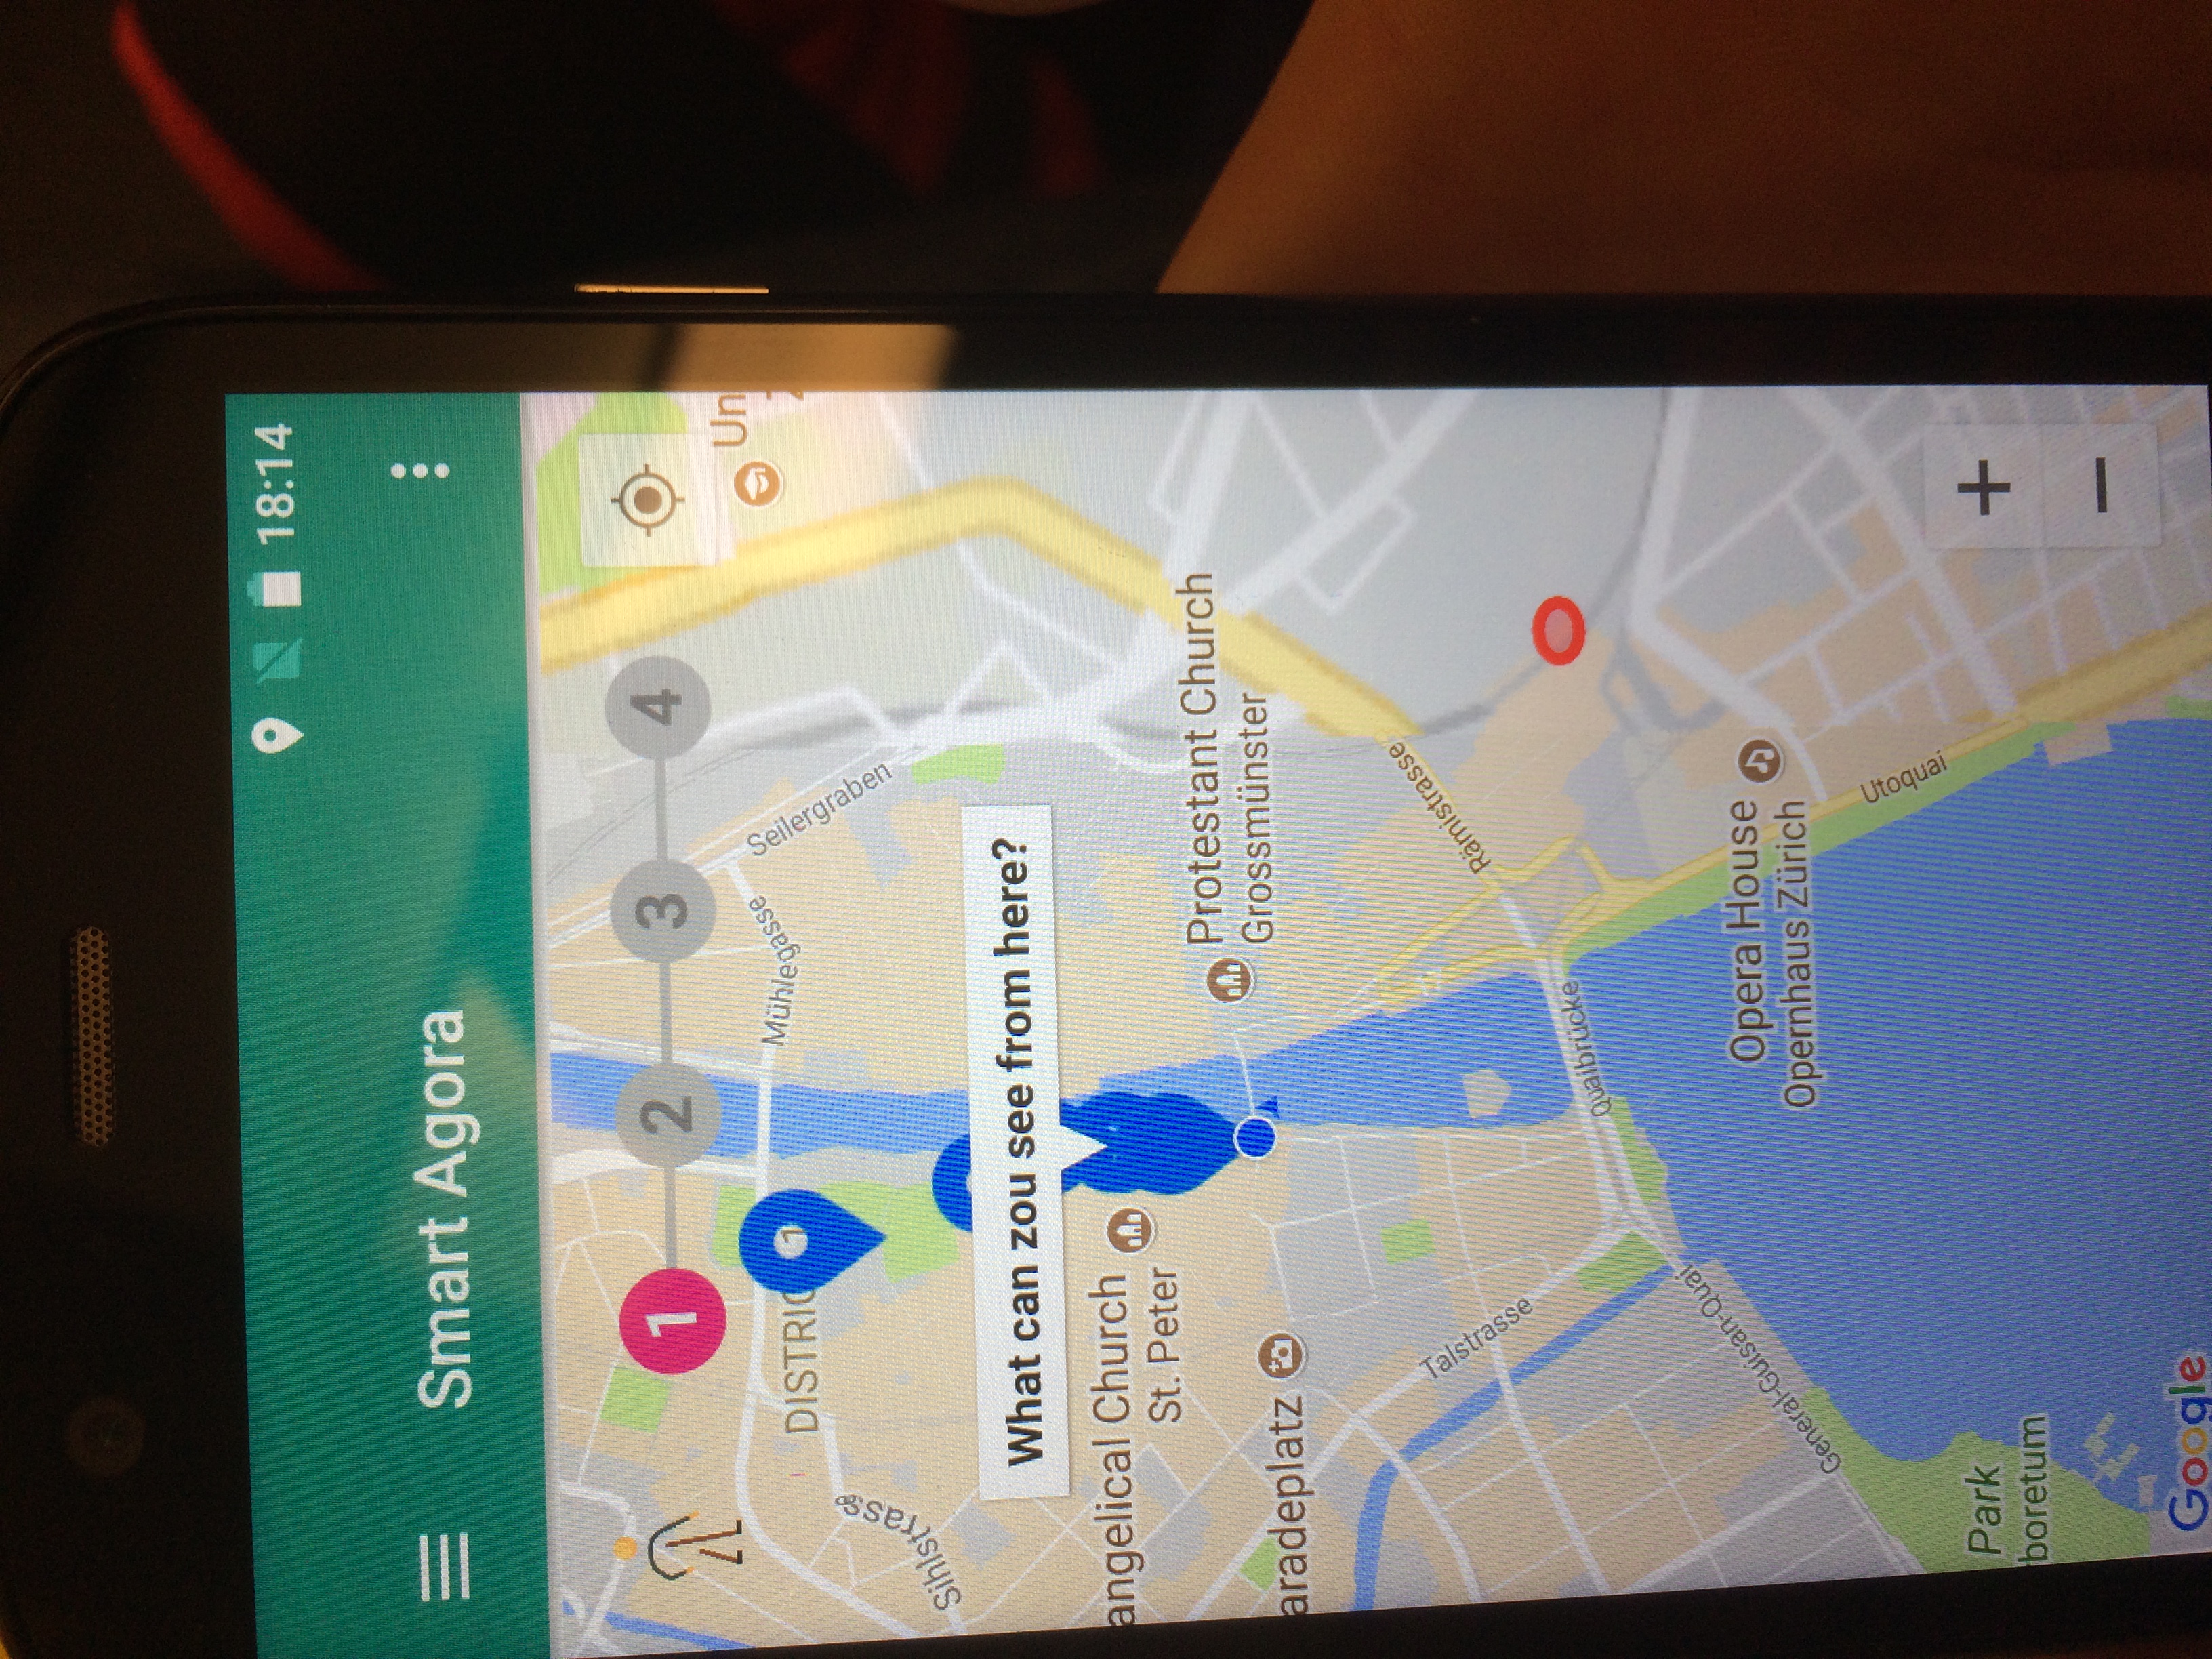 18:14
Smart Agora
1 2 3 4
Un
Mühlegasse
Seilergraben
DISTRIC 1
Sihlstrasse
What can zou see from here?
angelical Church
St. Peter
Protestant Church
Grossmünster
aradeplatz
Rämistrasse
Talstrasse
Quaibrücke
General-Guisan-Quai
Opera House
Opernhaus Zürich
Utoquai
Park
boretum
+
−
Google